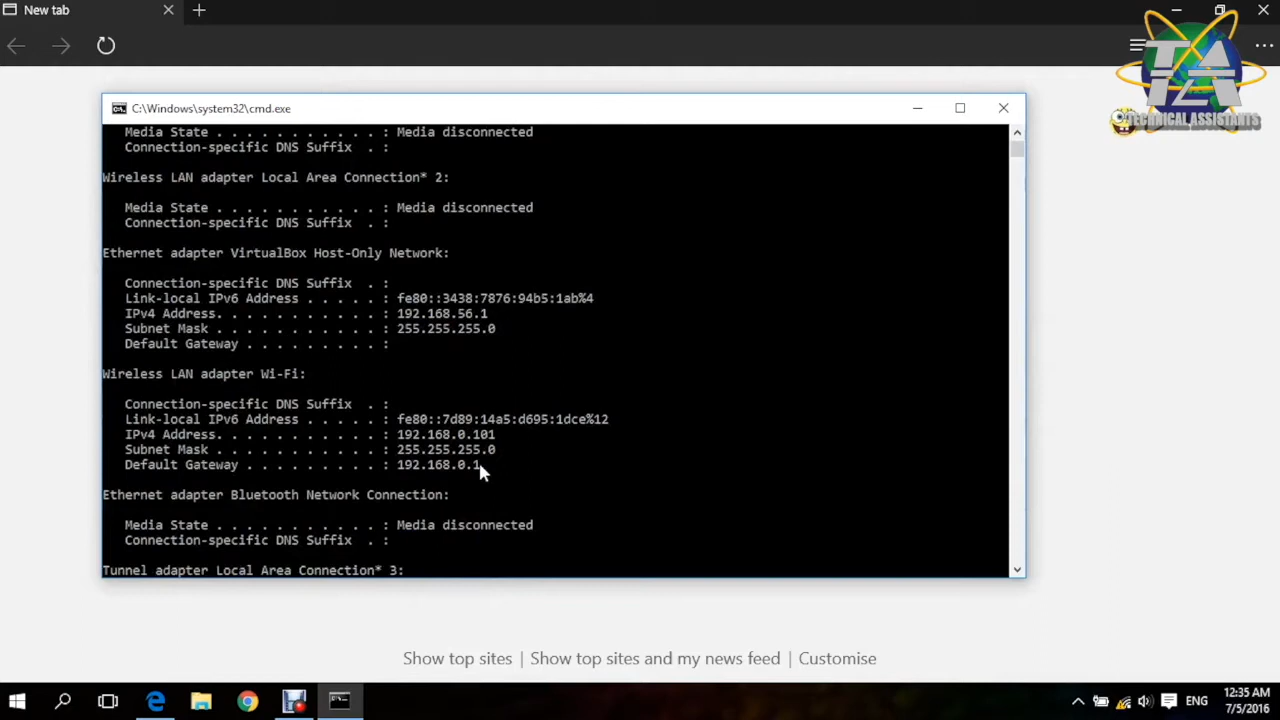 New tab
TA
TECHNICAL ASSISTANTS
C:\Windows\system32\cmd.exe
Media State . . . . . . . . . . . : Media disconnected
Connection-specific DNS Suffix . :
Wireless LAN adapter Local Area Connection* 2:
Media State . . . . . . . . . . . : Media disconnected
Connection-specific DNS Suffix . :
Ethernet adapter VirtualBox Host-Only Network:
Connection-specific DNS Suffix . :
Link-local IPv6 Address . . . . . : fe80::3438:7876:94b5:1ab%4
IPv4 Address. . . . . . . . . . . : 192.168.56.1
Subnet Mask . . . . . . . . . . . : 255.255.255.0
Default Gateway . . . . . . . . . :
Wireless LAN adapter Wi-Fi:
Connection-specific DNS Suffix . :
Link-local IPv6 Address . . . . . : fe80::7d89:14a5:d695:1dce%12
IPv4 Address. . . . . . . . . . . : 192.168.0.101
Subnet Mask . . . . . . . . . . . : 255.255.255.0
Default Gateway . . . . . . . . . : 192.168.0.1
Ethernet adapter Bluetooth Network Connection:
Media State . . . . . . . . . . . : Media disconnected
Connection-specific DNS Suffix . :
Tunnel adapter Local Area Connection* 3:
Show top sites | Show top sites and my news feed | Customise
ENG
12:35 AM
7/5/2016